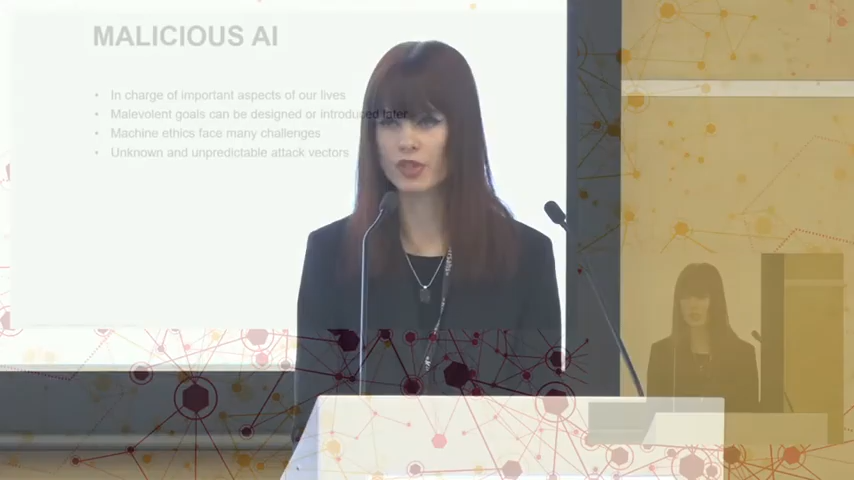 MALICIOUS AI
• In charge of important aspects of our lives
• Malevolent goals can be designed or introduced later
• Machine ethics face many challenges
• Unknown and unpredictable attack vectors